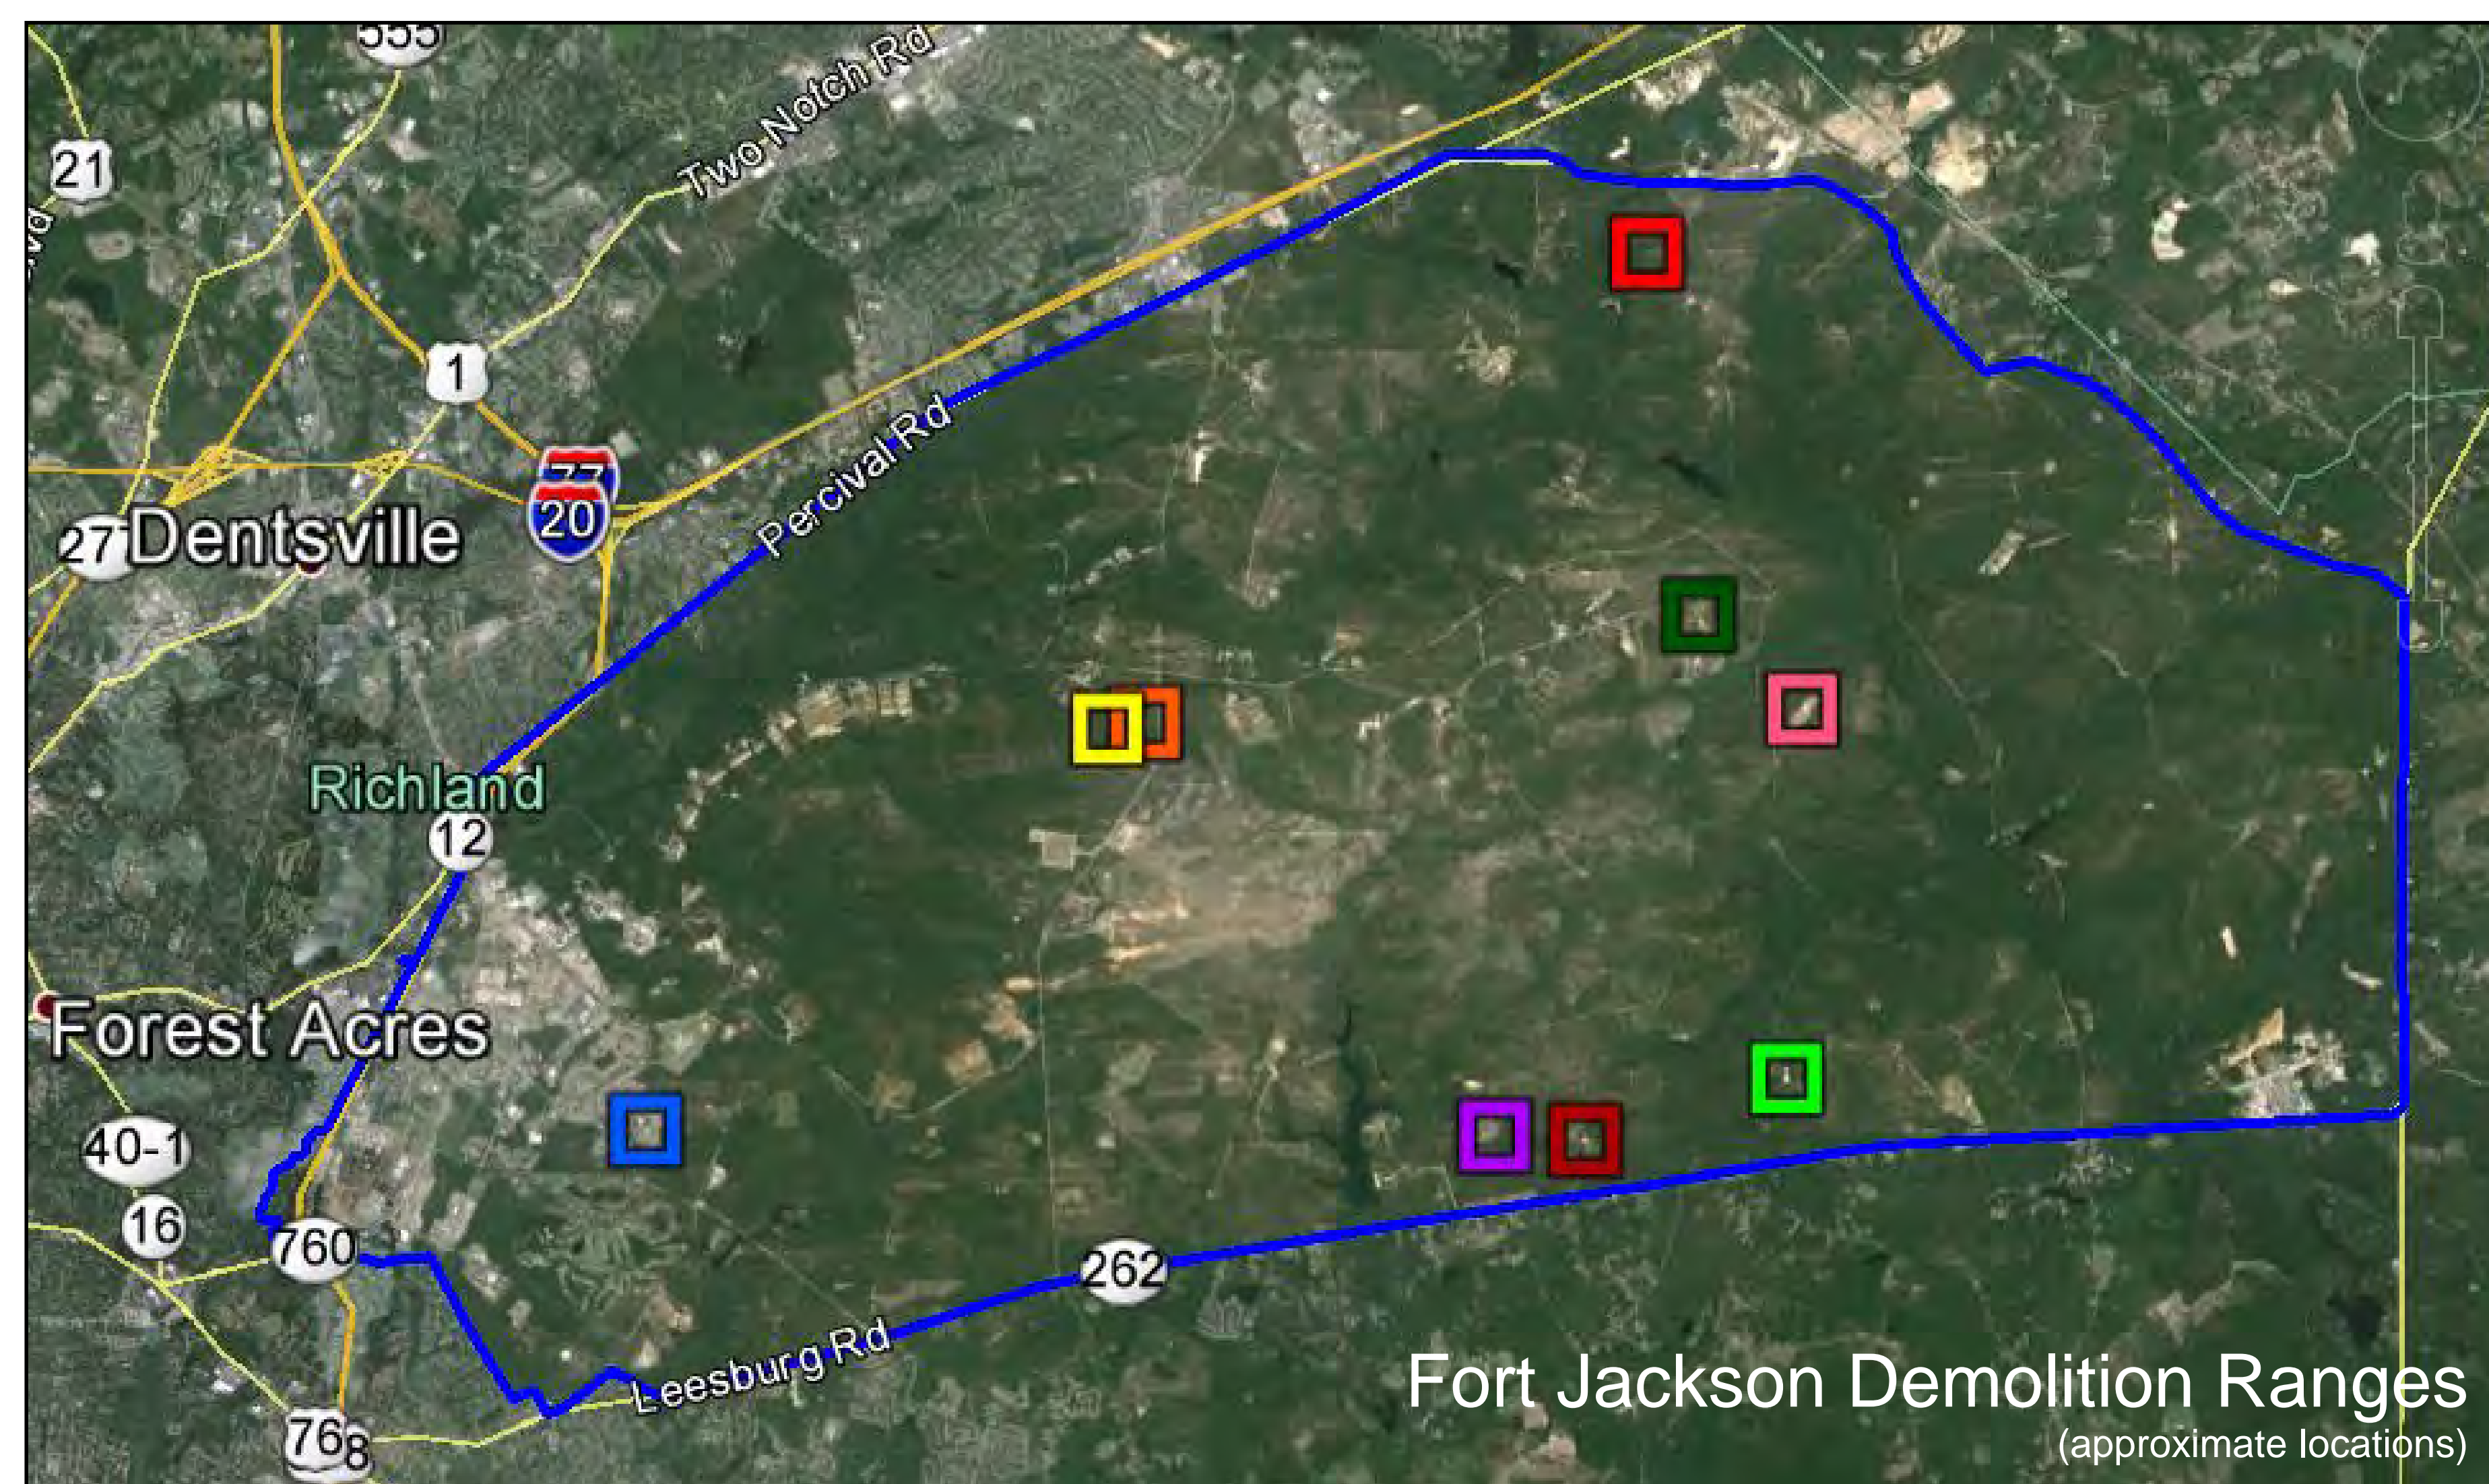 555
Two Notch Rd
21
1
77
20
Percival Rd
27
Dentsville
Richland
12
Forest Acres
40-1
16
760
262
Leesburg Rd
Fort Jackson Demolition Ranges
(approximate locations)
76